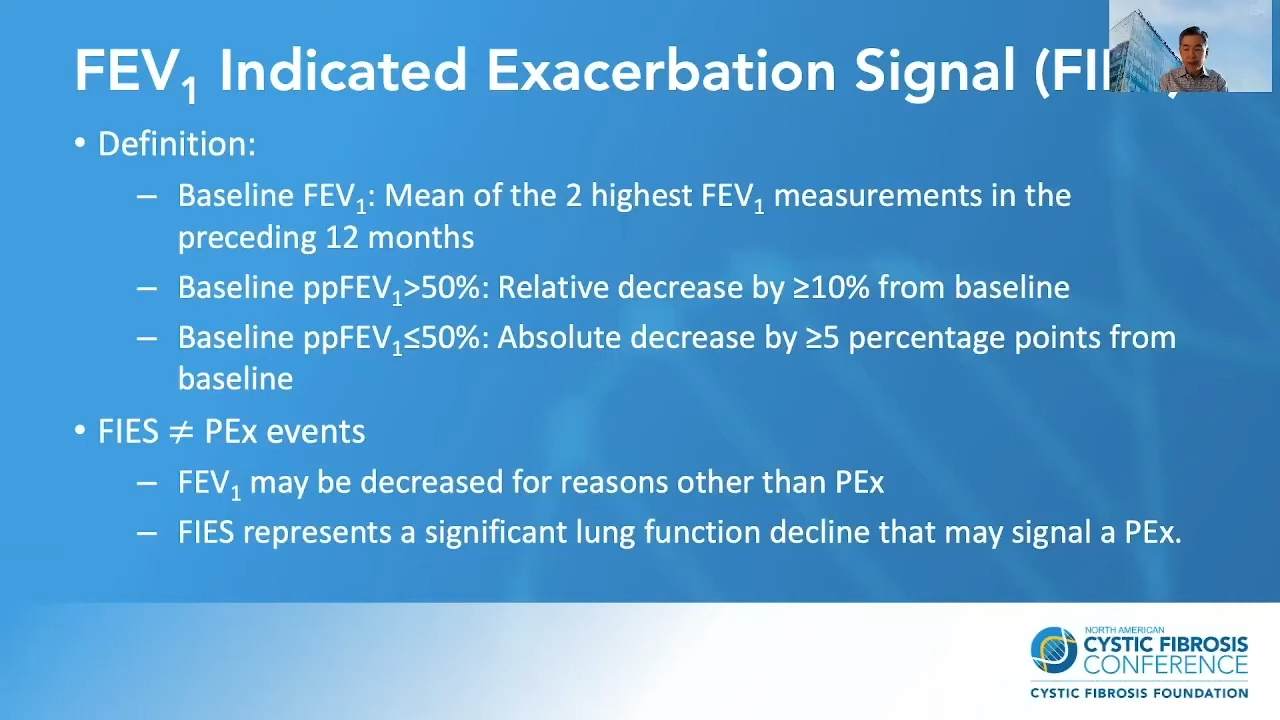 FEV1 Indicated Exacerbation Signal (FI
• Definition:
– Baseline FEV1: Mean of the 2 highest FEV1 measurements in the
preceding 12 months
– Baseline ppFEV1>50%: Relative decrease by ≥10% from baseline
– Baseline ppFEV1≤50%: Absolute decrease by ≥5 percentage points from
baseline
• FIES ≠ PEx events
– FEV1 may be decreased for reasons other than PEx
– FIES represents a significant lung function decline that may signal a PEx.
NORTH AMERICAN
CYSTIC FIBROSIS
CONFERENCE
CYSTIC FIBROSIS FOUNDATION